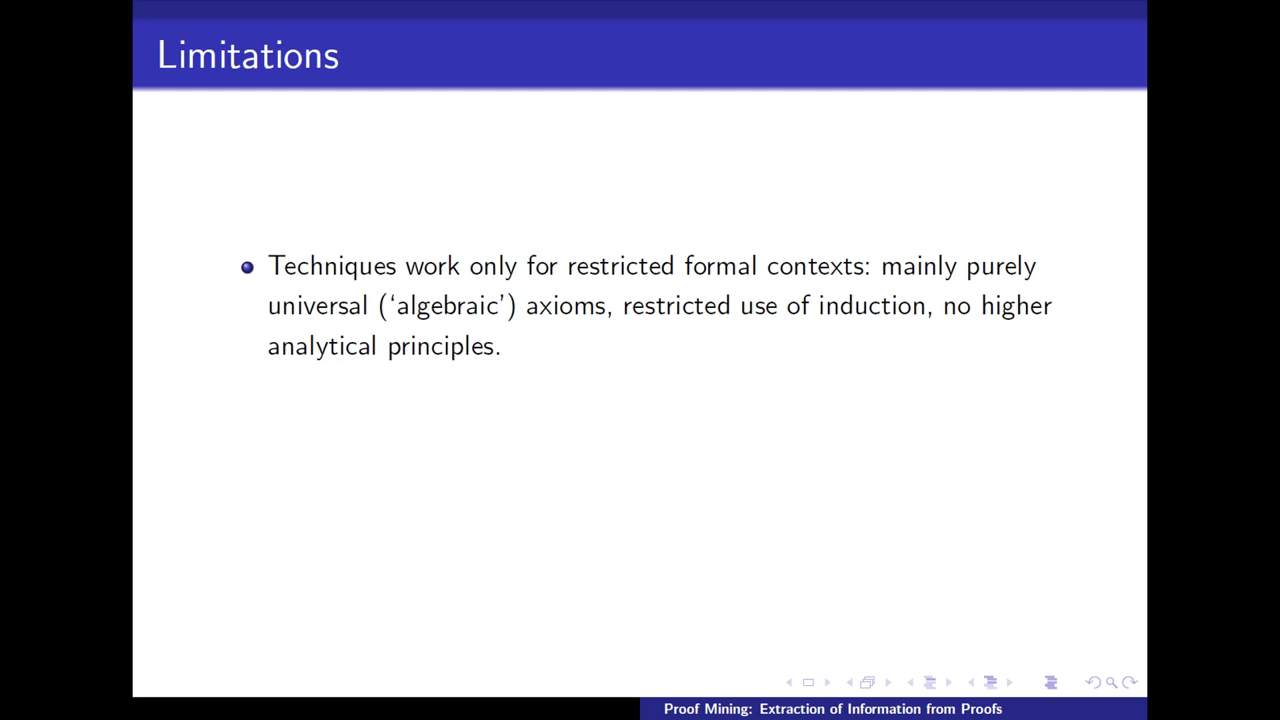 Limitations
Techniques work only for restricted formal contexts: mainly purely
universal (‘algebraic’) axioms, restricted use of induction, no higher
analytical principles.
Proof Mining: Extraction of Information from Proofs